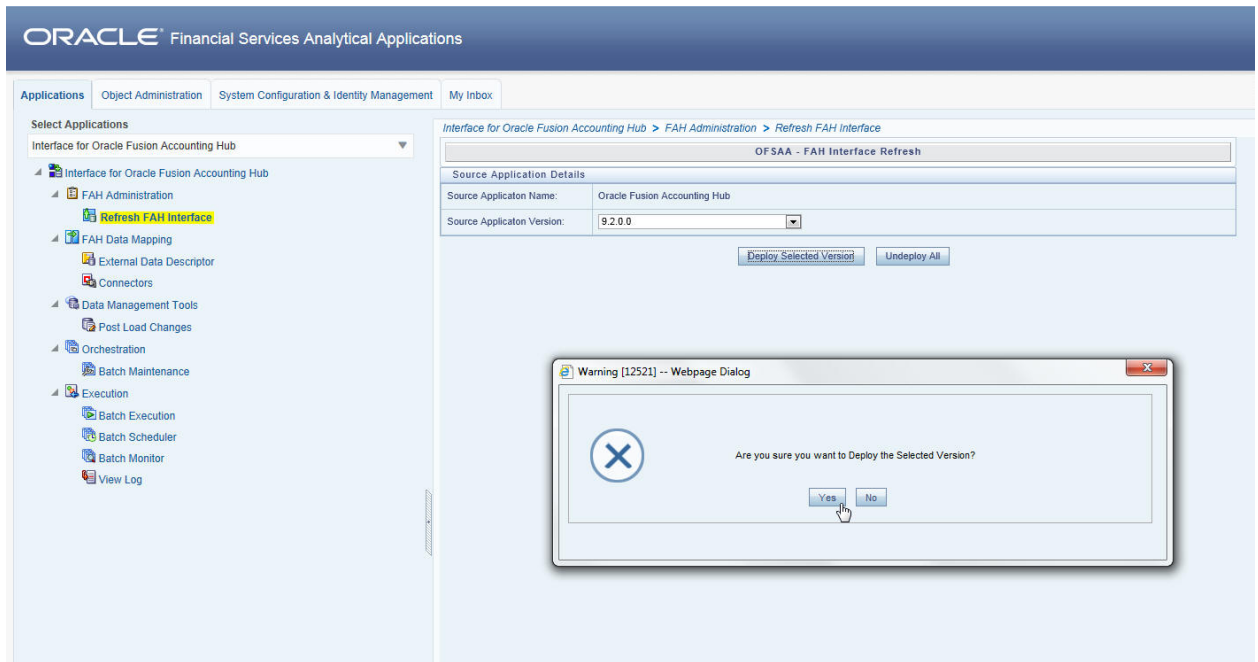 ORACLE® Financial Services Analytical Applications
Applications Object Administration System Configuration & Identity Management My Inbox
Select Applications
Interface for Oracle Fusion Accounting Hub
Interface for Oracle Fusion Accounting Hub
FAH Administration
Refresh FAH Interface
FAH Data Mapping
External Data Descriptor
Connectors
Data Management Tools
Post Load Changes
Orchestration
Batch Maintenance
Execution
Batch Execution
Batch Scheduler
Batch Monitor
View Log
Interface for Oracle Fusion Accounting Hub > FAH Administration > Refresh FAH Interface
OFSAA - FAH Interface Refresh
Source Application Details
Source Applicaton Name: Oracle Fusion Accounting Hub
Source Applicaton Version: 9.2.0.0
Deploy Selected Version Undeploy All
Warning [12521] -- Webpage Dialog
Are you sure you want to Deploy the Selected Version?
Yes No